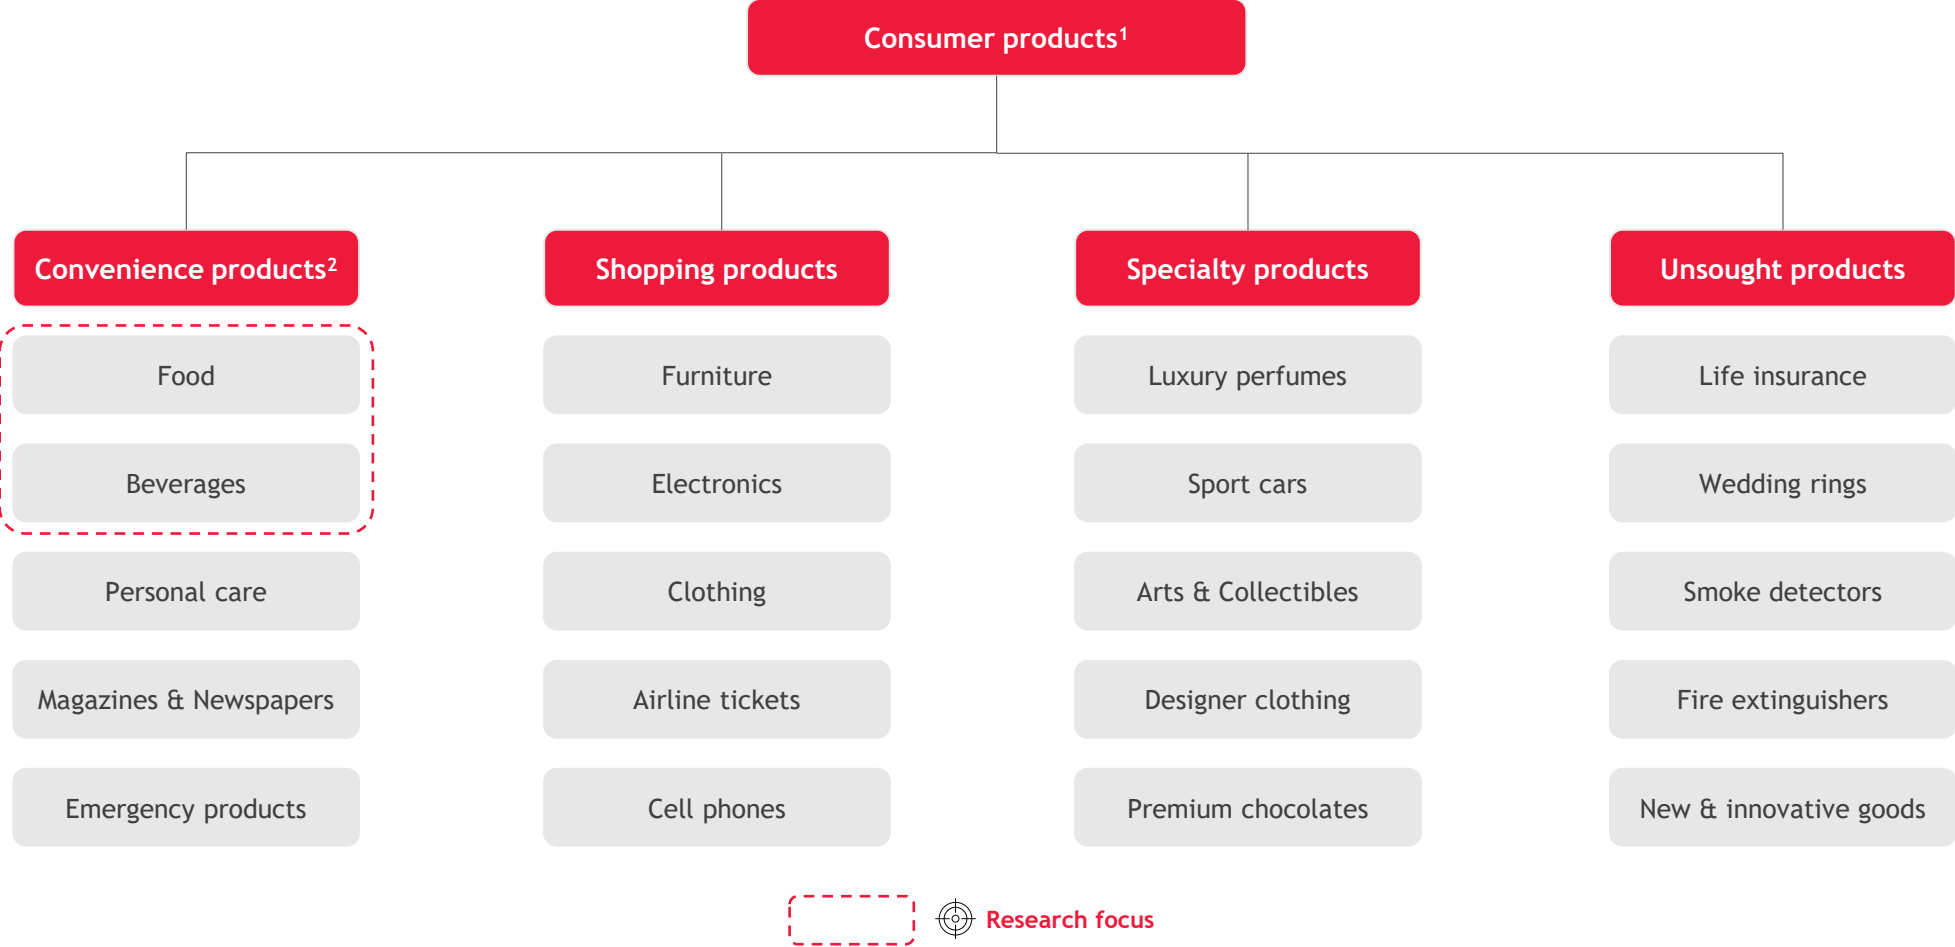 Consumer products¹
Convenience products²
Food
Beverages
Personal care
Magazines & Newspapers
Emergency products
Shopping products
Furniture
Electronics
Clothing
Airline tickets
Cell phones
Specialty products
Luxury perfumes
Sport cars
Arts & Collectibles
Designer clothing
Premium chocolates
Unsought products
Life insurance
Wedding rings
Smoke detectors
Fire extinguishers
New & innovative goods
Research focus